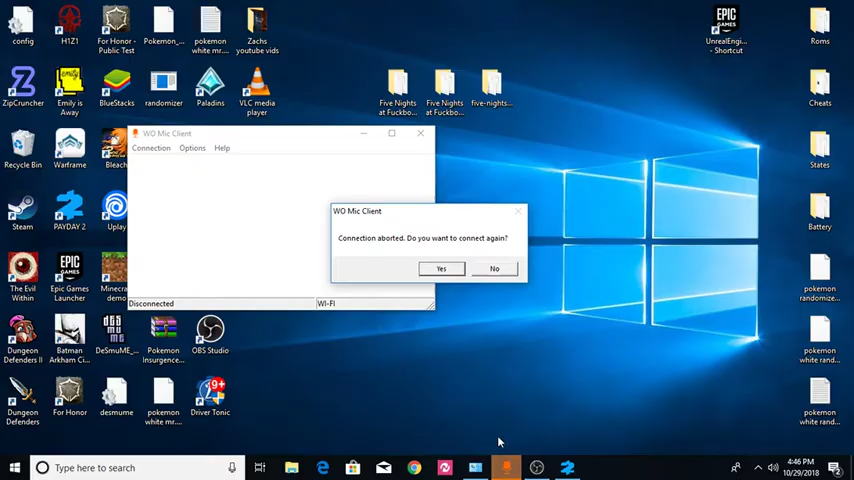 config
H1Z1
For Honor -
Public Test
Pokemon_...
pokemon
white mr....
Zachs
youtube vids
EPIC
GAMES
UnrealEngi...
- Shortcut
Roms
ZipCruncher
emily
is away
Emily is
Away
BlueStacks
randomizer
Paladins
VLC media
player
Five Nights
at Fuckbo...
Five Nights
at Fuckbo...
five-nights...
Cheats
WO Mic Client
Connection
Options
Help
Recycle Bin
Warframe
Bleach
States
Steam
PAYDAY 2
Uplay
WO Mic Client
Connection aborted. Do you want to connect again?
Yes
No
Battery
The Evil
Within
EPIC
GAMES
Epic Games
Launcher
Minecra
demo
Disconnected
WI-FI
pokemon
randomize...
Dungeon
Defenders II
Batman
Arkham Ci...
DeSmuME_...
Pokemon
Insurgence...
OBS Studio
pokemon
white rand...
Dungeon
Defenders
For Honor
desmume
pokemon
white mr....
9+
Driver Tonic
pokemon
white rand...
Type here to search
4:46 PM
10/29/2018
2